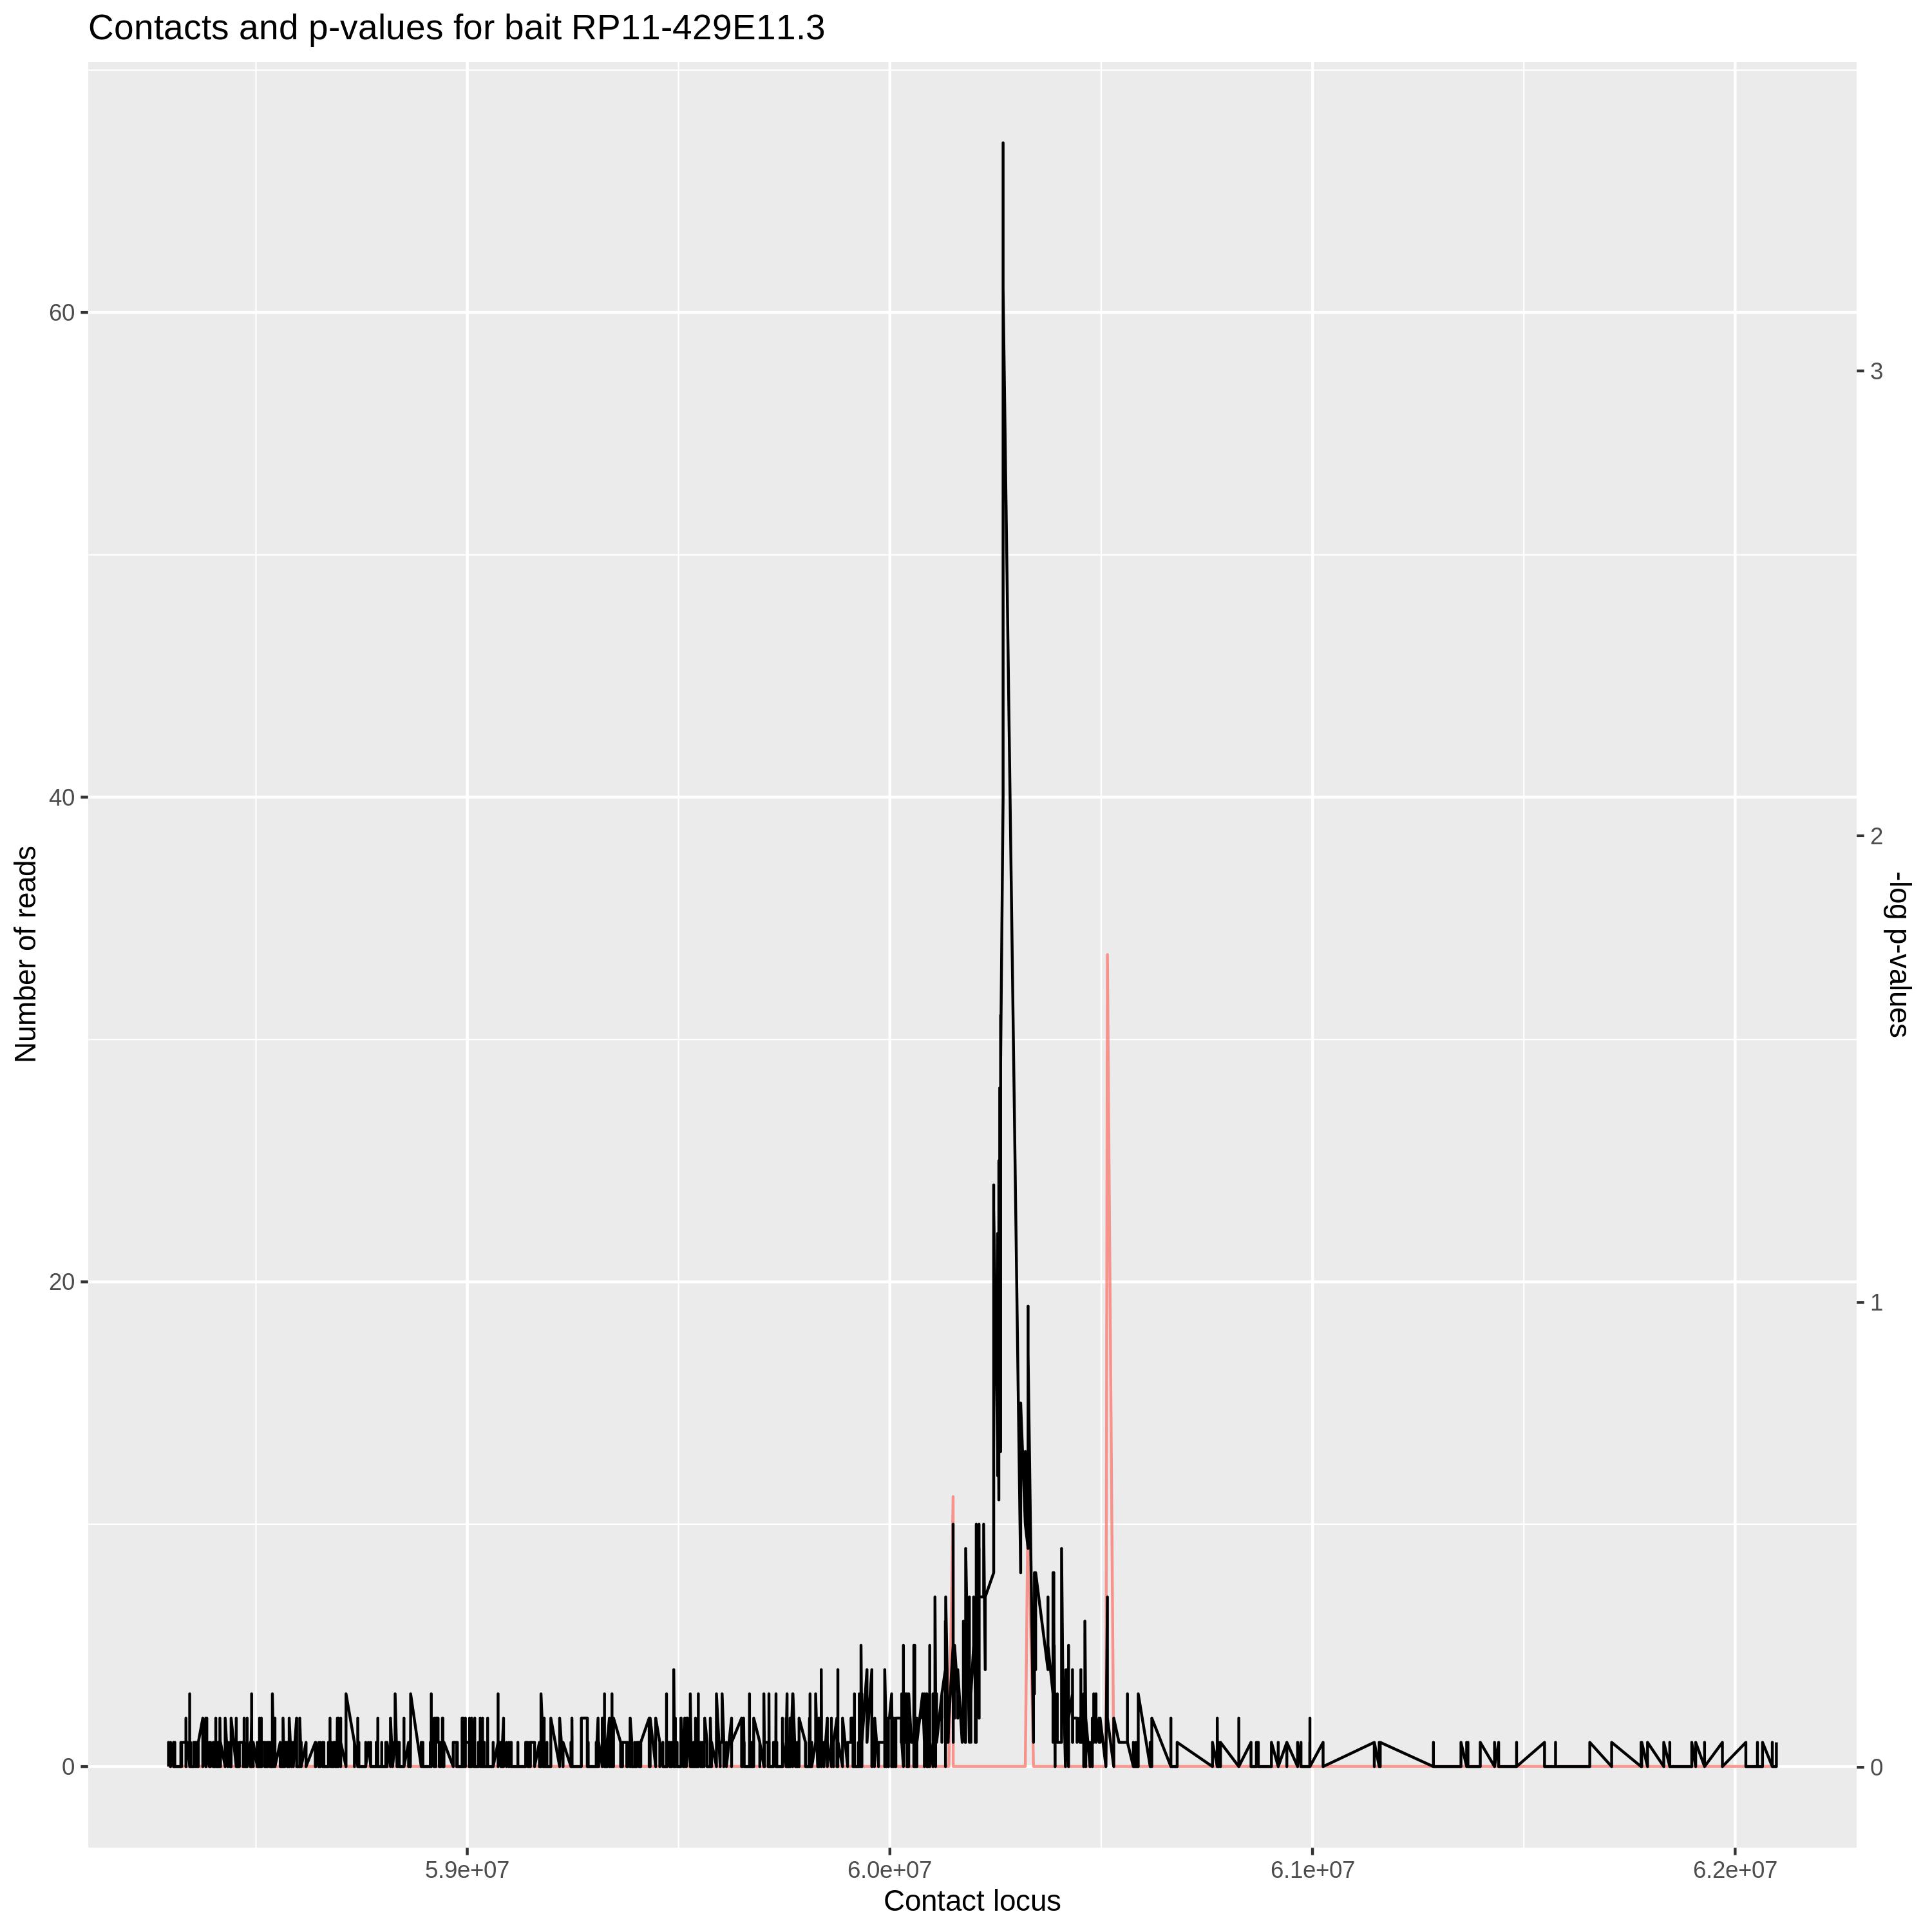 Contacts and p-values for bait RP11-429E11.3
Number of reads
60
40
20
0
3
2
1
0
-log p-values
5.9e+07
6.0e+07
6.1e+07
6.2e+07
Contact locus